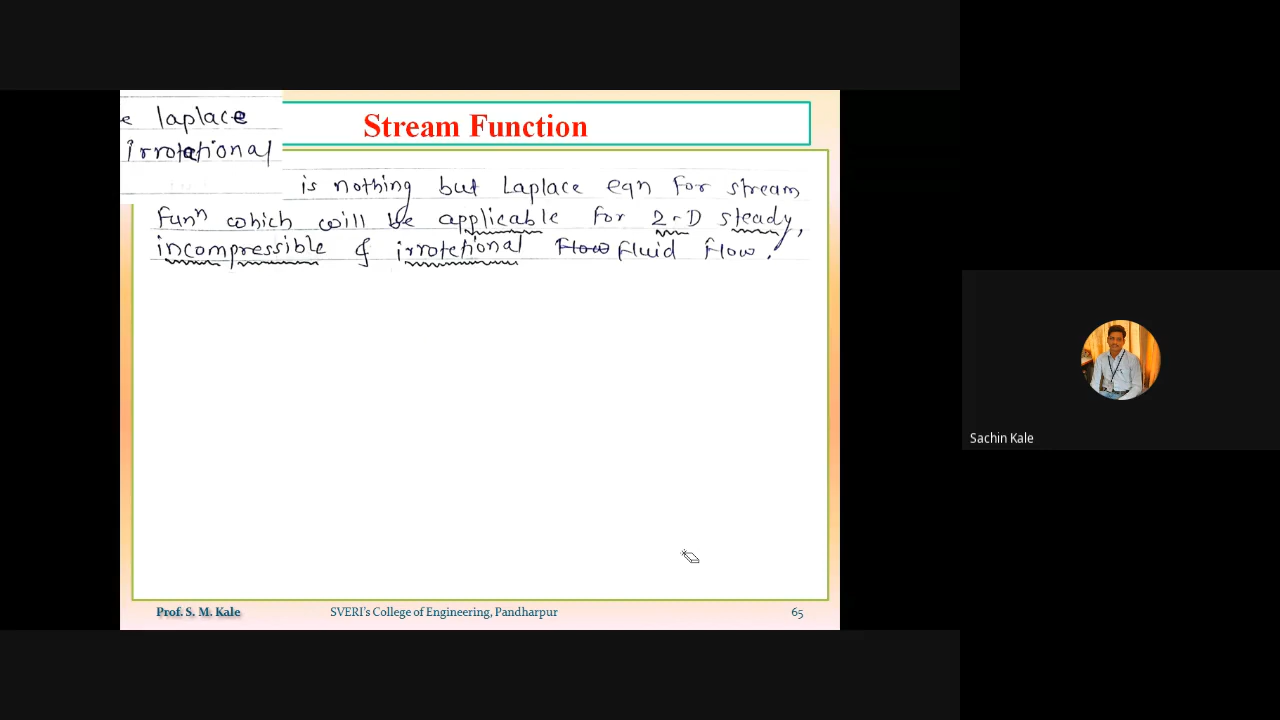 e laplace
Stream Function
irrotational
is nothing but Laplace eqn for stream
Funⁿ which will be applicable for 2-D steady,
incompressible & irrotetional Flow fluid flow.
Sachin Kale
Prof. S. M. Kale SVERI's College of Engineering, Pandharpur 65